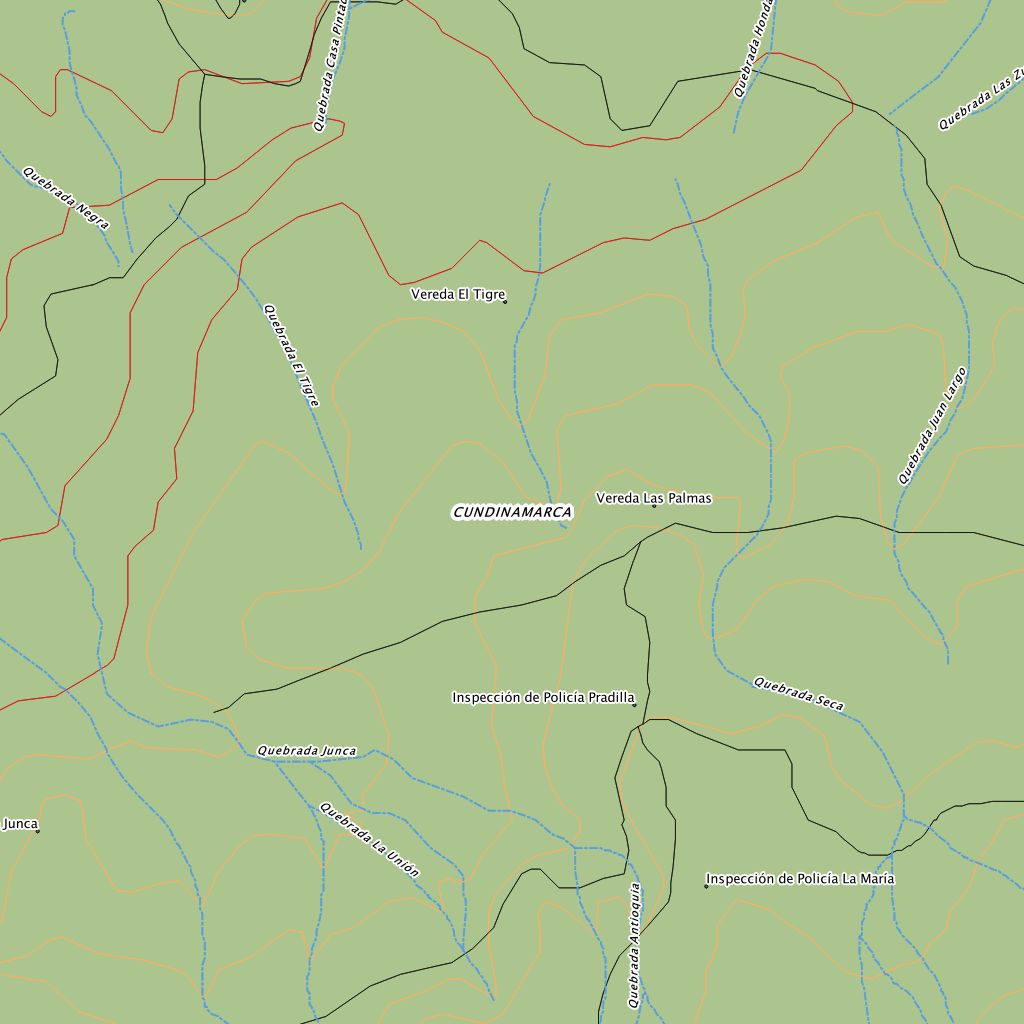 Quebrada Casa Pintad
Quebrada Honda
Quebrada Las Zu
Quebrada Negra
Vereda El Tigre
Quebrada El Tigre
Quebrada Juan Largo
Vereda Las Palmas
CUNDINAMARCA
Quebrada Seca
Inspección de Policía Pradilla
Quebrada Junca
Quebrada La Unión
Junca
Inspección de Policía La María
Quebrada Antioquia